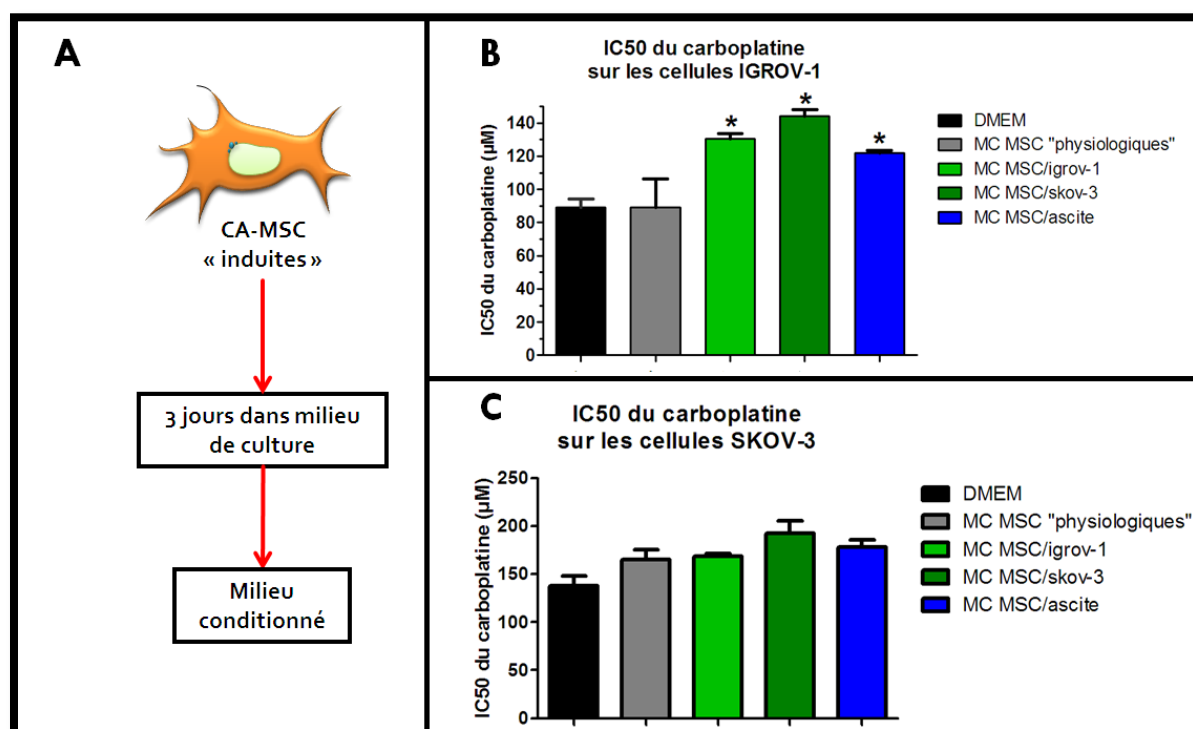 A
CA-MSC
« induites »
3 jours dans milieu
de culture
Milieu
conditionné
B
IC50 du carboplatine
sur les cellules IGROV-1
IC50 du carboplatine (µM)
140
120
100
80
60
40
20
0
DMEM
MC MSC "physiologiques"
MC MSC/igrov-1
MC MSC/skov-3
MC MSC/ascite
*
*
*
C
IC50 du carboplatine
sur les cellules SKOV-3
IC50 du carboplatine (µM)
250
200
150
100
50
0
DMEM
MC MSC "physiologiques"
MC MSC/igrov-1
MC MSC/skov-3
MC MSC/ascite